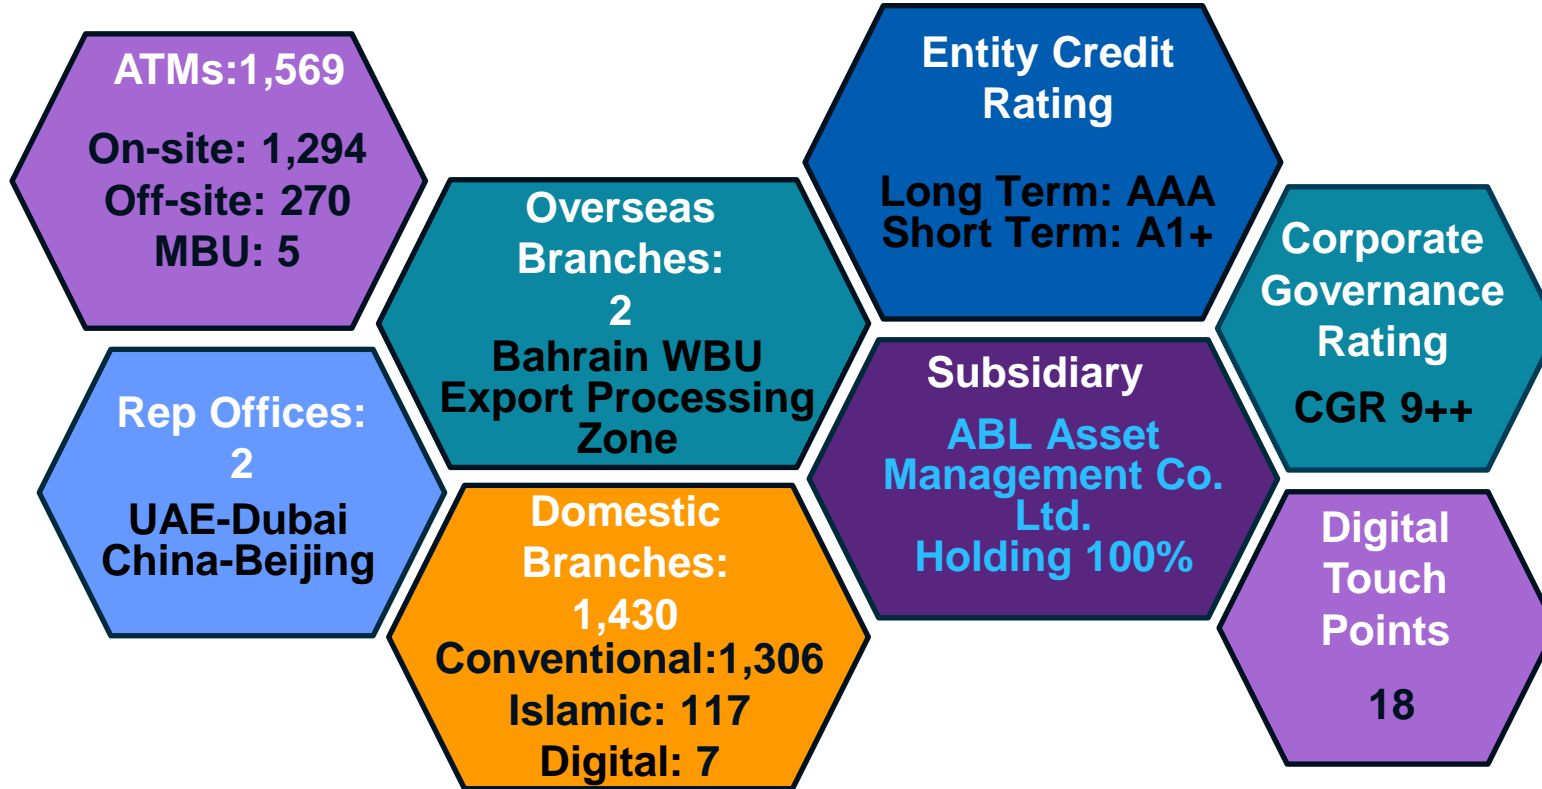 ATMs:1,569
On-site: 1,294
Off-site: 270
MBU: 5
Rep Offices:
2
UAE-Dubai
China-Beijing
Overseas
Branches:
2
Bahrain WBU
Export Processing
Zone
Domestic
Branches:
1,430
Conventional:1,306
Islamic: 117
Digital: 7
Entity Credit
Rating
Long Term: AAA
Short Term: A1+
Subsidiary
ABL Asset
Management Co.
Ltd.
Holding 100%
Corporate
Governance
Rating
CGR 9++
Digital
Touch
Points
18